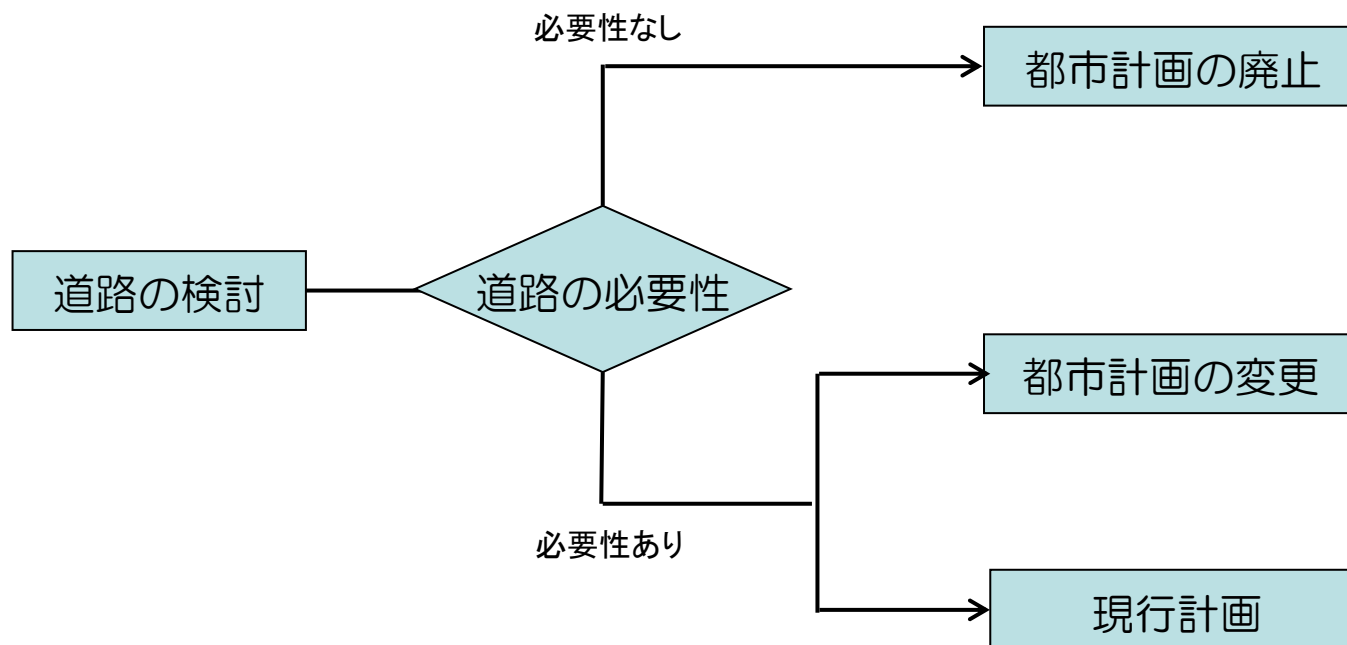 必要性なし
都市計画の廃止
道路の検討
道路の必要性
都市計画の変更
必要性あり
現行計画